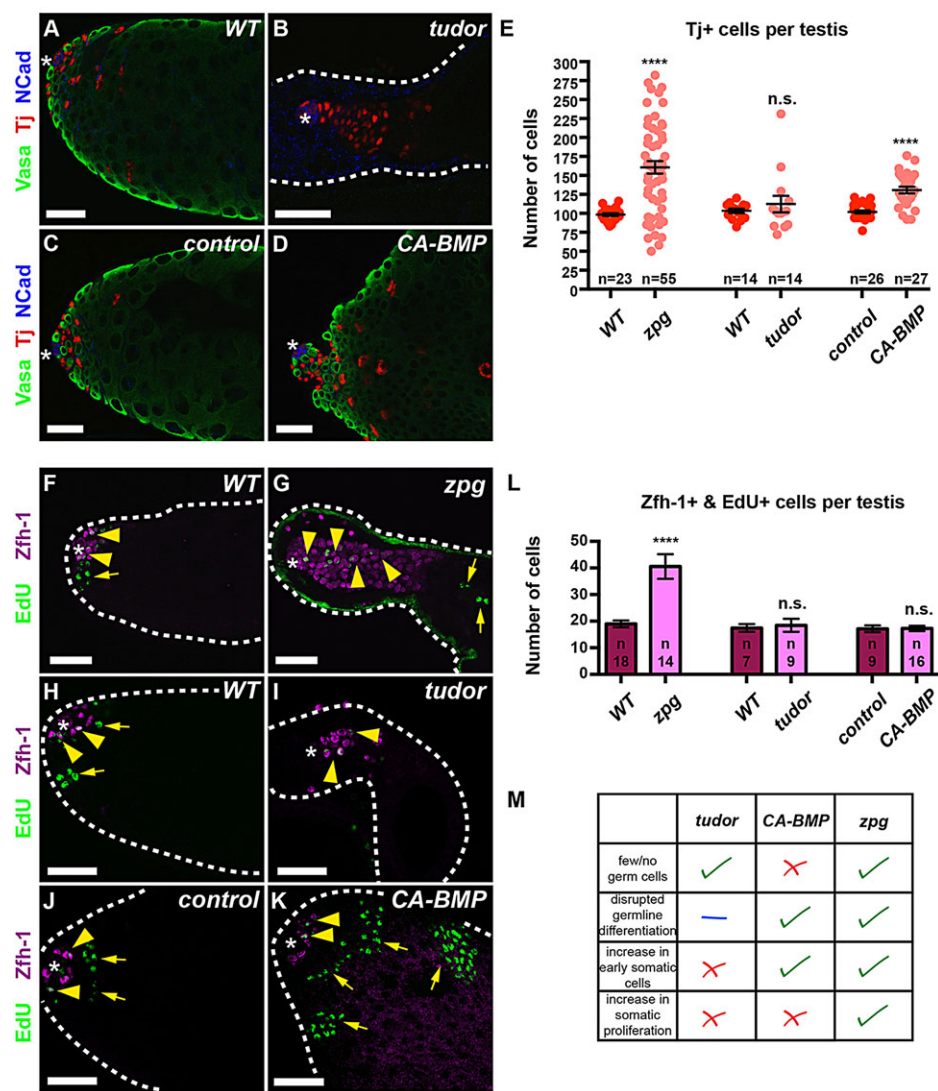 A
WT
B
tudor
Vasa Tj NCad
*
*
C
control
D
CA-BMP
Vasa Tj NCad
*
*
E
Tj+ cells per testis
Number of cells
300
275
250
225
200
175
150
125
100
75
50
25
0
****
n.s.
****
n=23
n=55
n=14
n=14
n=26
n=27
WT
zpg
WT
tudor
control
CA-BMP
F
WT
G
zpg
EdU Zfh-1
*
*
H
WT
I
tudor
EdU Zfh-1
*
*
J
control
K
CA-BMP
EdU Zfh-1
*
*
L
Zfh-1+ & EdU+ cells per testis
Number of cells
40
30
20
10
0
****
n.s.
n.s.
n
18
n
14
n
7
n
9
n
9
n
16
WT
zpg
WT
tudor
control
CA-BMP
M
tudor CA-BMP zpg
few/no
germ cells
disrupted
germline
differentiation
increase in
early somatic
cells
increase in
somatic
proliferation